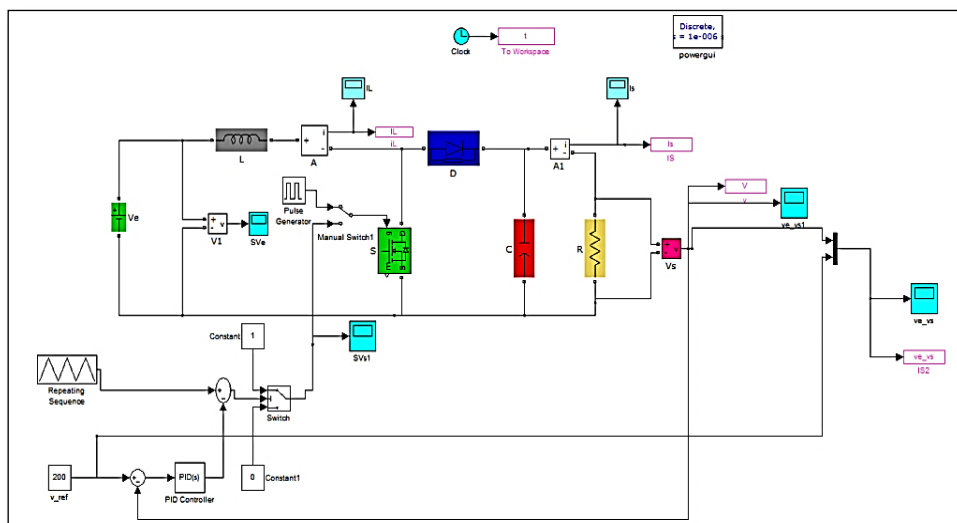 Discrete,
s = 1e-006
powergui
Clock
t
To Workspace
IL
Is
L
+
-
i
A
IL
iL
D
+
-
i
A1
Is
IS
Ve
+
-
v
V1
SVe
Pulse
Generator
Manual Switch1
S
C
R
+
-
v
Vs
V
v
ve_vs1
ve_vs
ve_vs
IS2
Constant
1
SVs1
Repeating
Sequence
+
-
Switch
200
v_ref
+
-
PID(s)
PID Controller
0
Constant1